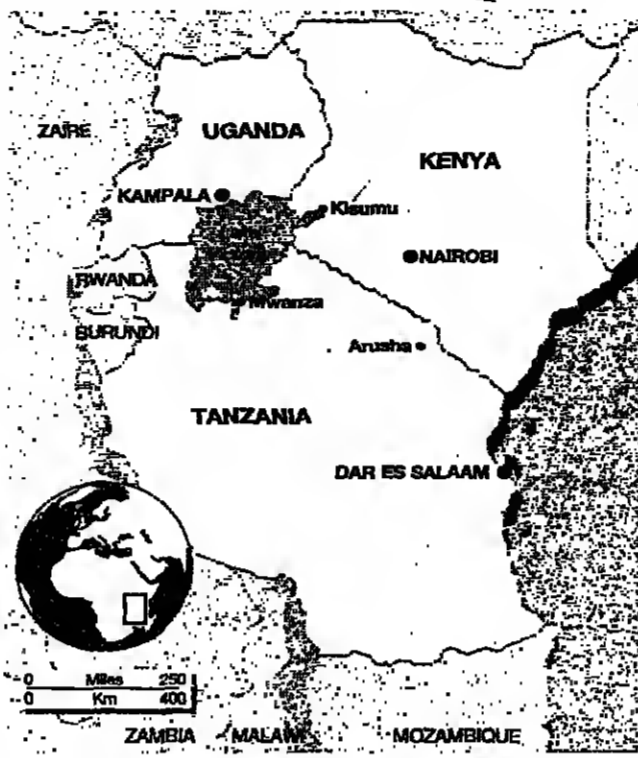 ZAIRE
UGANDA
KENYA
KAMPALA
Kisumu
NAIROBI
RWANDA
Mwanza
BURUNDI
Arusha
TANZANIA
DAR ES SALAAM
0 Miles 250
0 Km 400
ZAMBIA
MALAWI
MOZAMBIQUE